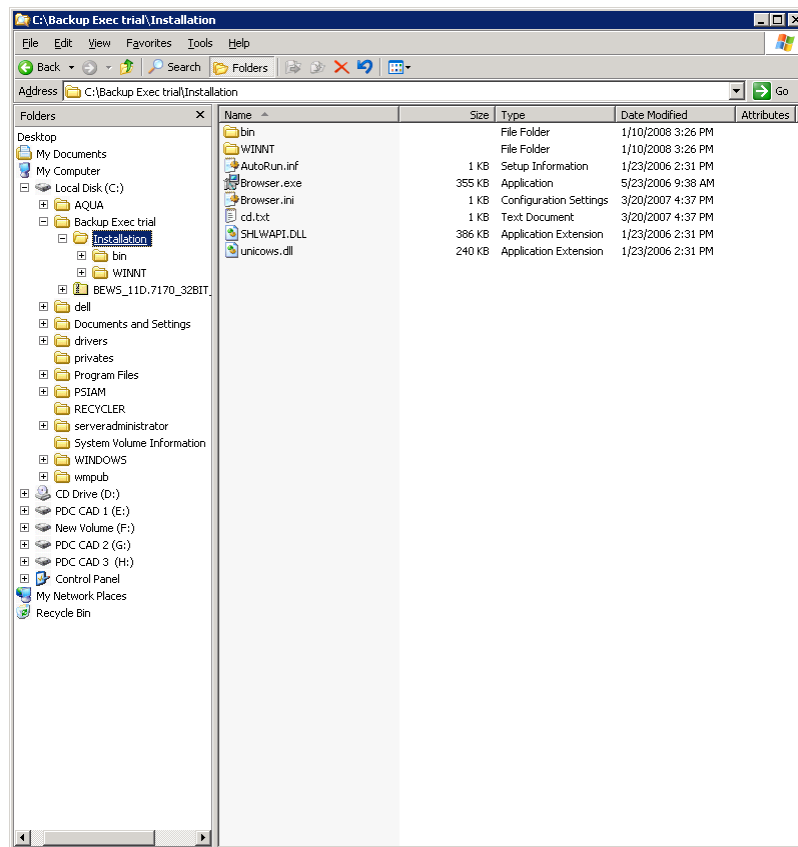 C:\Backup Exec trial\Installation
File Edit View Favorites Tools Help
Back Search Folders
Address C:\Backup Exec trial\Installation Go
Folders
Desktop
My Documents
My Computer
Local Disk (C:)
AQUA
Backup Exec trial
Installation
bin
WINNT
BEWS_11D.7170_32BIT_
dell
Documents and Settings
drivers
privates
Program Files
PSIAM
RECYCLER
serveradministrator
System Volume Information
WINDOWS
wmpub
CD Drive (D:)
PDC CAD 1 (E:)
New Volume (F:)
PDC CAD 2 (G:)
PDC CAD 3 (H:)
Control Panel
My Network Places
Recycle Bin
Name Size Type Date Modified Attributes
bin File Folder 1/10/2008 3:26 PM
WINNT File Folder 1/10/2008 3:26 PM
AutoRun.inf 1 KB Setup Information 1/23/2006 2:31 PM
Browser.exe 355 KB Application 5/23/2006 9:38 AM
Browser.ini 1 KB Configuration Settings 3/20/2007 4:37 PM
cd.txt 1 KB Text Document 3/20/2007 4:37 PM
SHLWAPI.DLL 386 KB Application Extension 1/23/2006 2:31 PM
unicows.dll 240 KB Application Extension 1/23/2006 2:31 PM